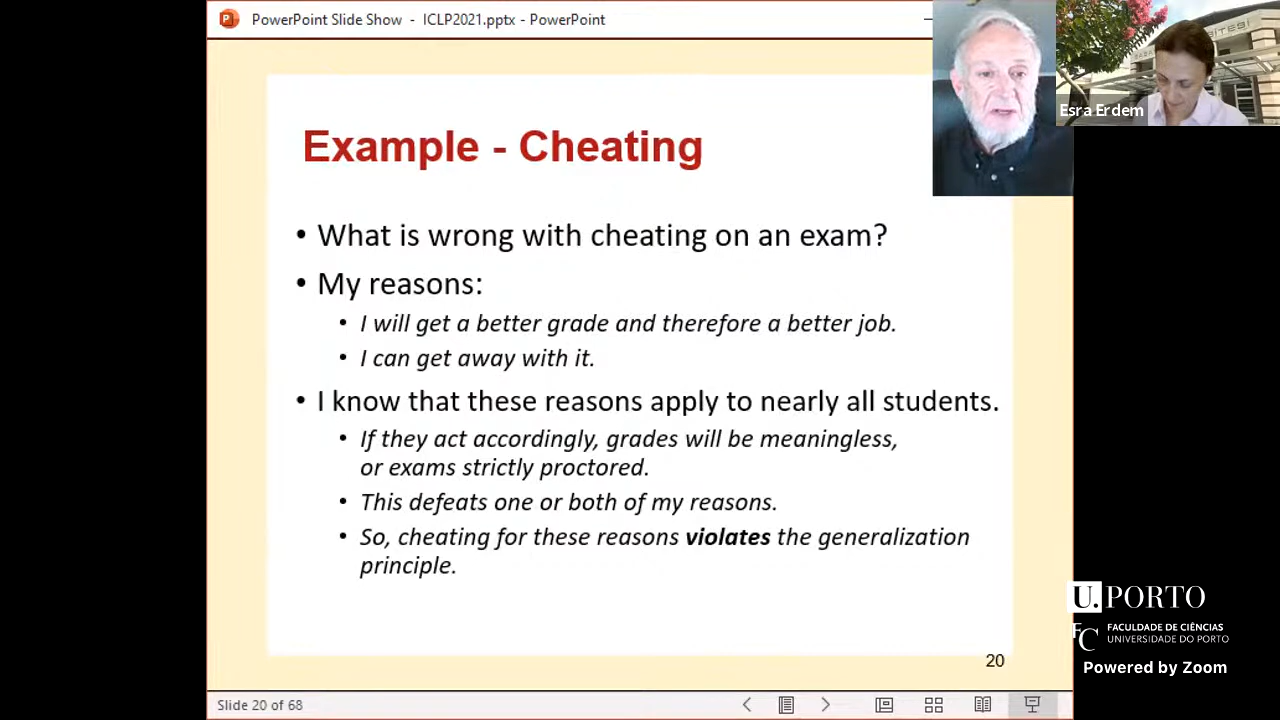 PowerPoint Slide Show - ICLP2021.pptx - PowerPoint
Esra Erdem
Example - Cheating
• What is wrong with cheating on an exam?
• My reasons:
• I will get a better grade and therefore a better job.
• I can get away with it.
• I know that these reasons apply to nearly all students.
• If they act accordingly, grades will be meaningless,
or exams strictly proctored.
• This defeats one or both of my reasons.
• So, cheating for these reasons violates the generalization
principle.
20
U.PORTO
FC FACULDADE DE CIÊNCIAS
UNIVERSIDADE DO PORTO
Powered by Zoom
Slide 20 of 68